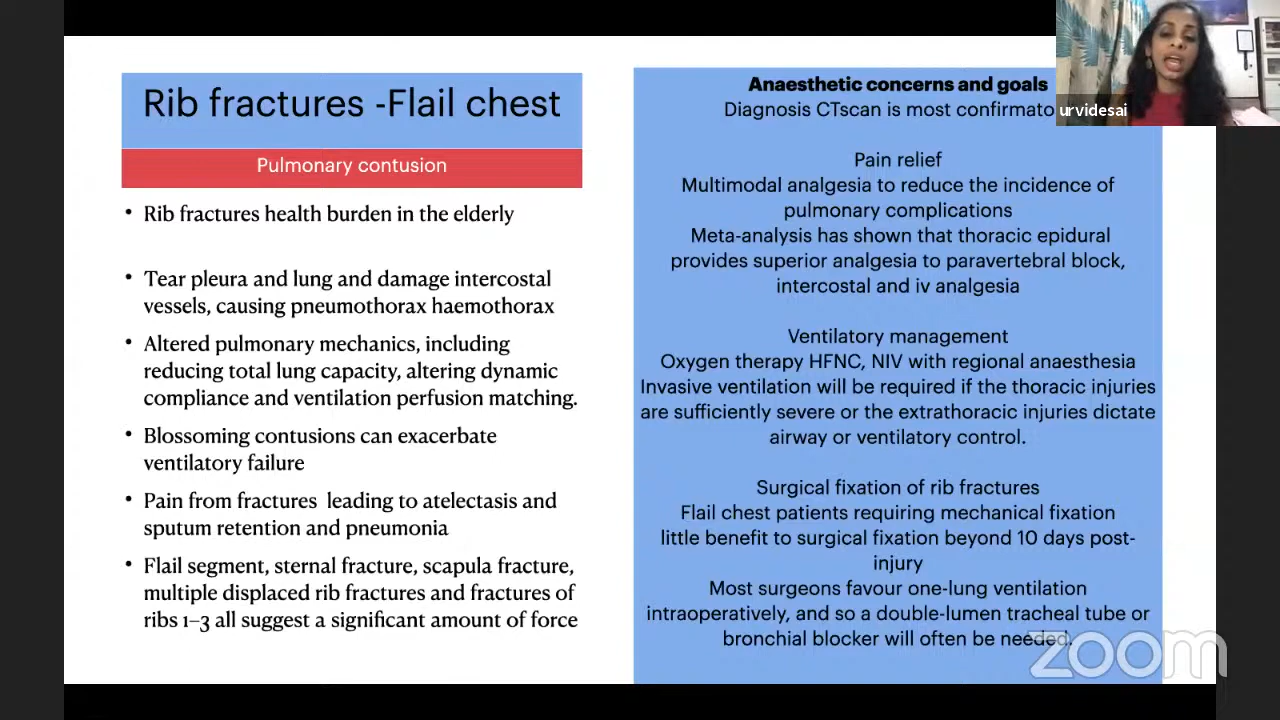 Rib fractures -Flail chest
Pulmonary contusion
• Rib fractures health burden in the elderly
• Tear pleura and lung and damage intercostal
vessels, causing pneumothorax haemothorax
• Altered pulmonary mechanics, including
reducing total lung capacity, altering dynamic
compliance and ventilation perfusion matching.
• Blossoming contusions can exacerbate
ventilatory failure
• Pain from fractures leading to atelectasis and
sputum retention and pneumonia
• Flail segment, sternal fracture, scapula fracture,
multiple displaced rib fractures and fractures of
ribs 1–3 all suggest a significant amount of force
Anaesthetic concerns and goals
Diagnosis CTscan is most confirmato
Pain relief
Multimodal analgesia to reduce the incidence of
pulmonary complications
Meta-analysis has shown that thoracic epidural
provides superior analgesia to paravertebral block,
intercostal and iv analgesia
Ventilatory management
Oxygen therapy HFNC, NIV with regional anaesthesia
Invasive ventilation will be required if the thoracic injuries
are sufficiently severe or the extrathoracic injuries dictate
airway or ventilatory control.
Surgical fixation of rib fractures
Flail chest patients requiring mechanical fixation
little benefit to surgical fixation beyond 10 days post-
injury
Most surgeons favour one-lung ventilation
intraoperatively, and so a double-lumen tracheal tube or
bronchial blocker will often be needed.
urvidesai
zoom